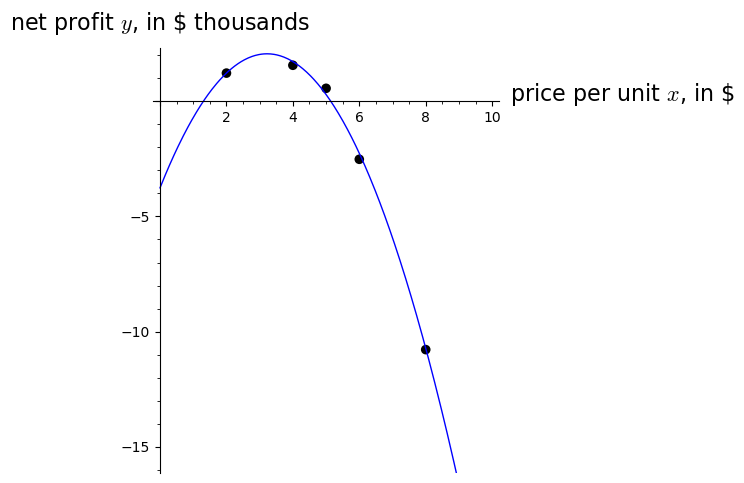 net profit y, in $ thousands
price per unit x, in $
2 4 6 8 10
−5
−10
−15